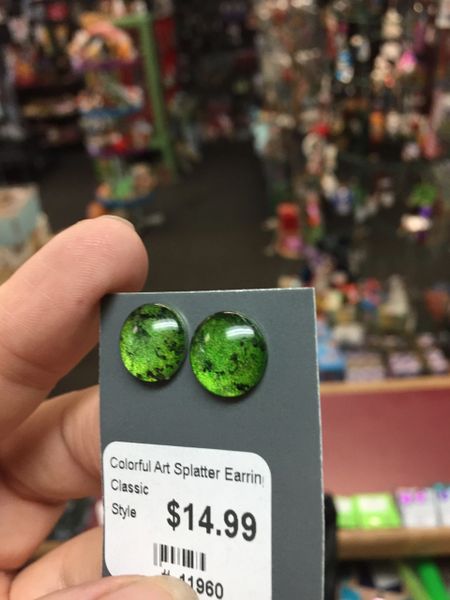 Colorful Art Splatter Earrin
Classic
Style
$14.99
# 11960